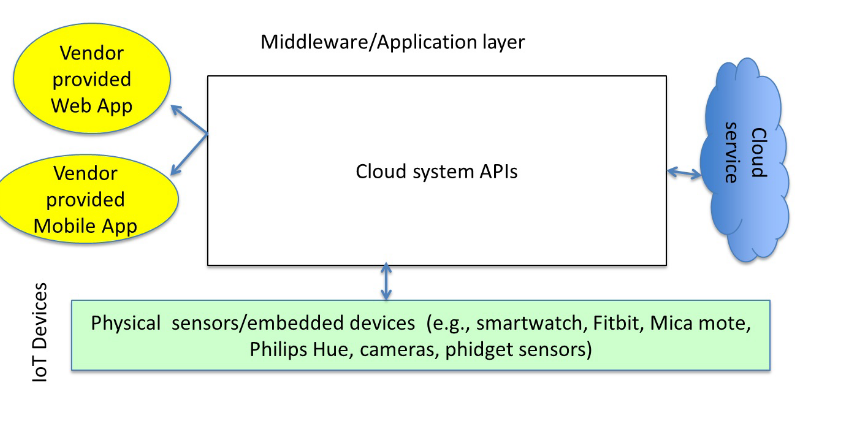 Middleware/Application layer
Vendor
provided
Web App
Vendor
provided
Mobile App
Cloud system APIs
Cloud
service
IoT Devices
Physical sensors/embedded devices (e.g., smartwatch, Fitbit, Mica mote,
Philips Hue, cameras, phidget sensors)